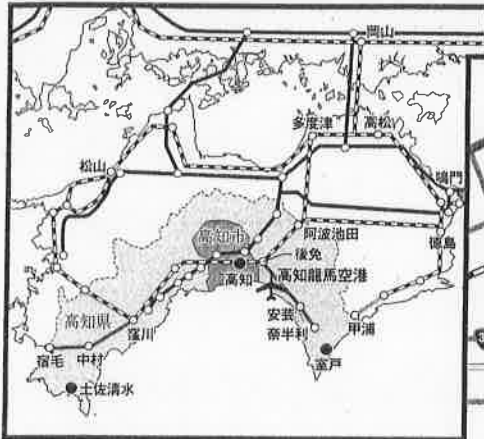 岡山
多度津
高松
鳴門
松山
徳島
阿波池田
高知市
後免
高知
高知龍馬空港
安芸
奈半利
甲浦
高知県
窪川
室戸
宿毛
中村
土佐清水